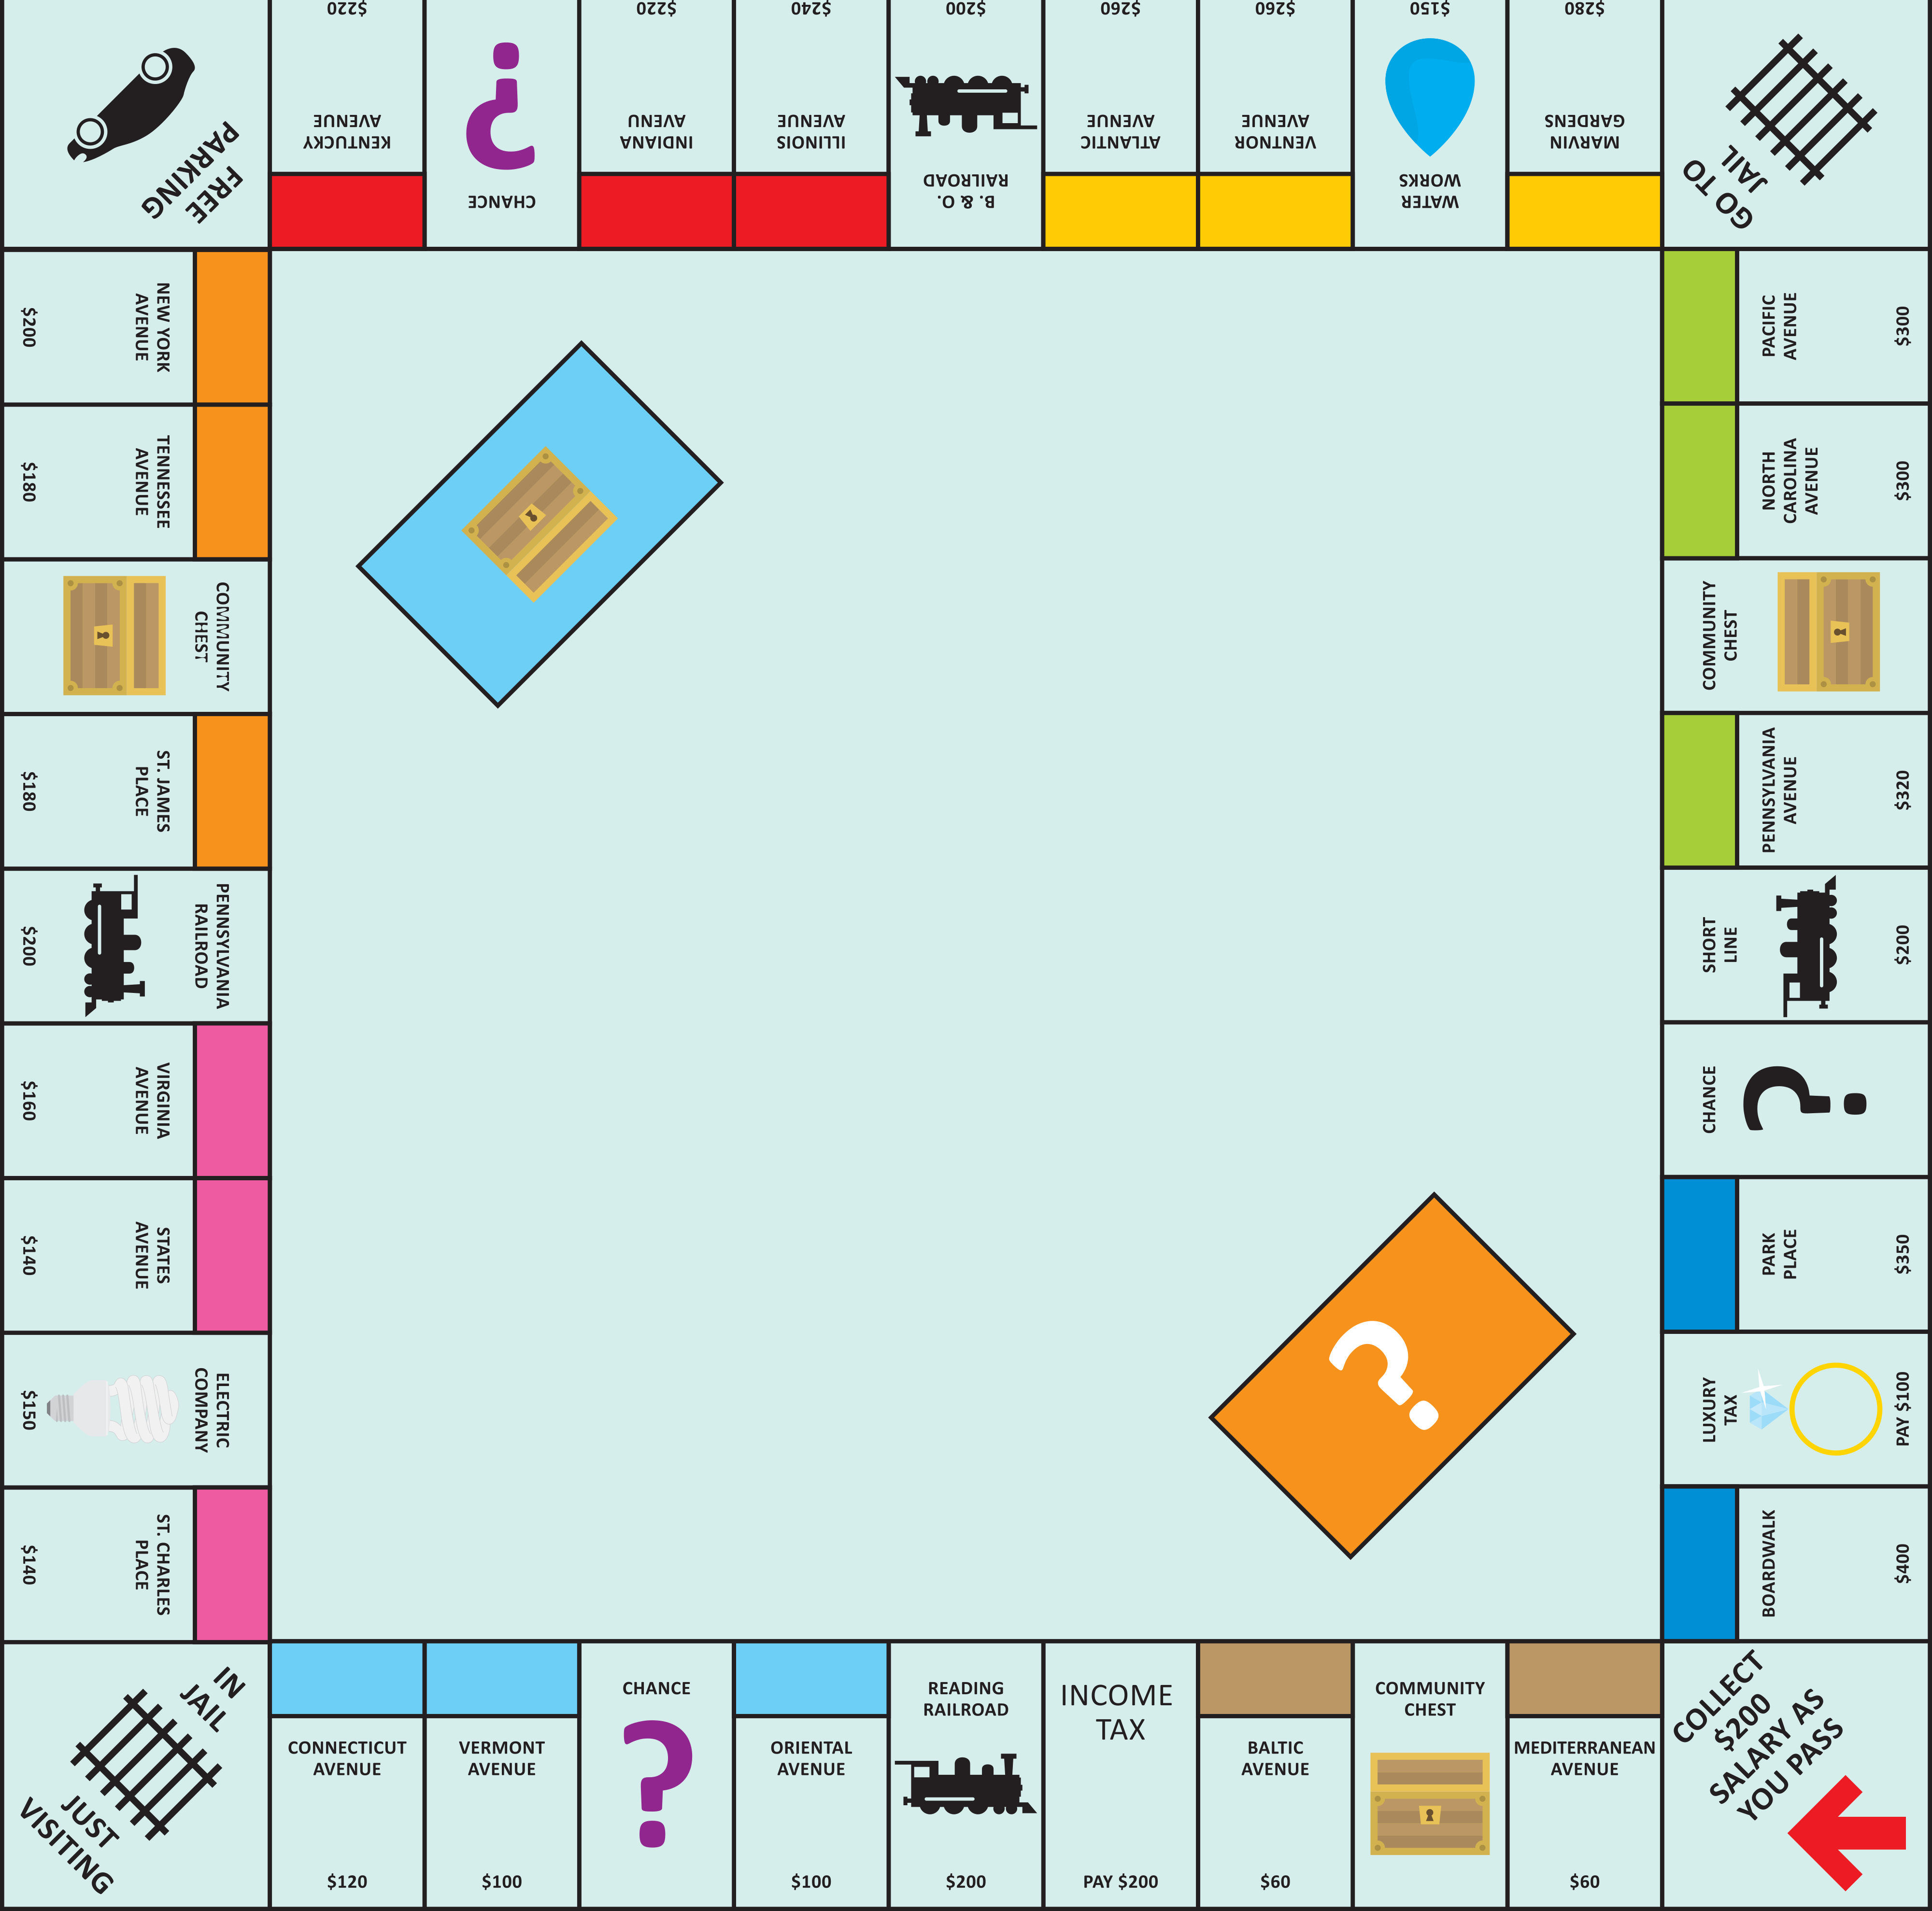 FREE
PARKING
KENTUCKY
AVENUE
$220
CHANCE
INDIANA
AVENU
$220
ILLINOIS
AVENUE
$240
B. & O.
RAILROAD
$200
ATLANTIC
AVENUE
$260
VENTNOR
AVENUE
$260
WATER
WORKS
$150
MARVIN
GARDENS
$280
GO TO
JAIL
PACIFIC
AVENUE
$300
NORTH
CAROLINA
AVENUE
$300
COMMUNITY
CHEST
PENNSYLVANIA
AVENUE
$320
SHORT
LINE
$200
CHANCE
?
PARK
PLACE
$350
LUXURY
TAX
PAY $100
BOARDWALK
$400
COLLECT
$200
SALARY AS
YOU PASS
MEDITERRANEAN
AVENUE
$60
COMMUNITY
CHEST
BALTIC
AVENUE
$60
INCOME
TAX
PAY $200
READING
RAILROAD
$200
ORIENTAL
AVENUE
$100
CHANCE
?
VERMONT
AVENUE
$100
CONNECTICUT
AVENUE
$120
IN
JAIL
JUST
VISITING
ST. CHARLES
PLACE
$140
ELECTRIC
COMPANY
$150
STATES
AVENUE
$140
VIRGINIA
AVENUE
$160
PENNSYLVANIA
RAILROAD
$200
ST. JAMES
PLACE
$180
COMMUNITY
CHEST
TENNESSEE
AVENUE
$180
NEW YORK
AVENUE
$200
?
?